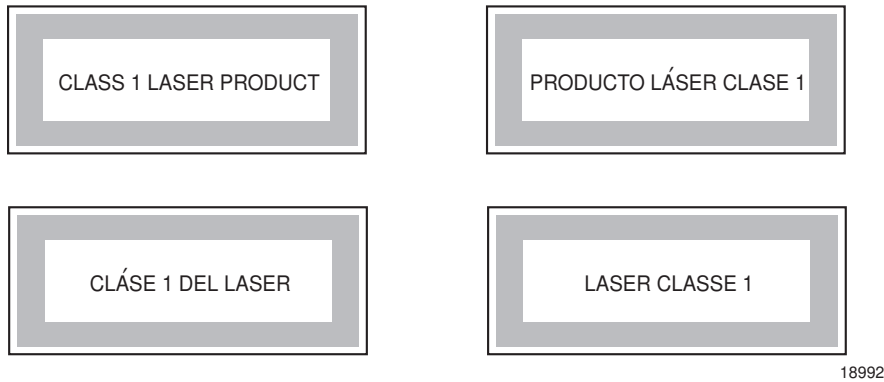 CLASS 1 LASER PRODUCT
PRODUCTO LÁSER CLASE 1
CLÁSE 1 DEL LASER
LASER CLASSE 1
18992